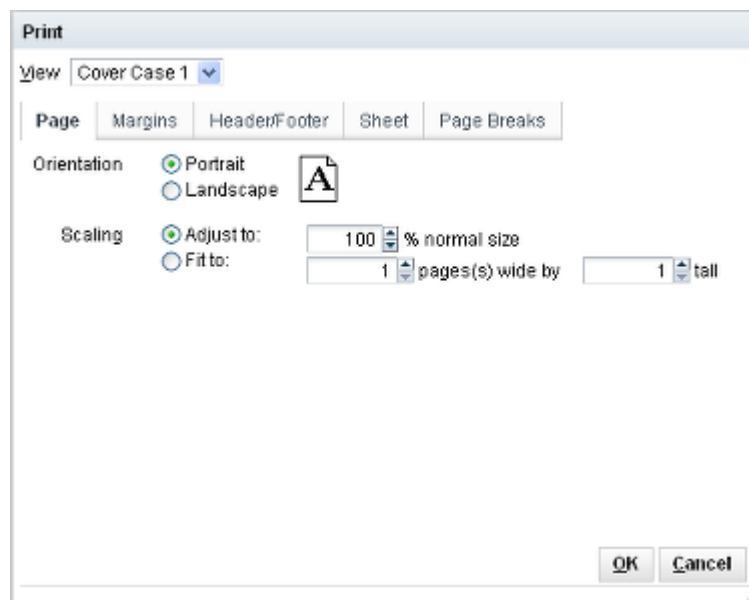 Print
View Cover Case 1
Page Margins Header/Footer Sheet Page Breaks
Orientation Portrait
Landscape A
Scaling Adjust to: 100 % normal size
Fit to: 1 pages(s) wide by 1 tall
OK Cancel